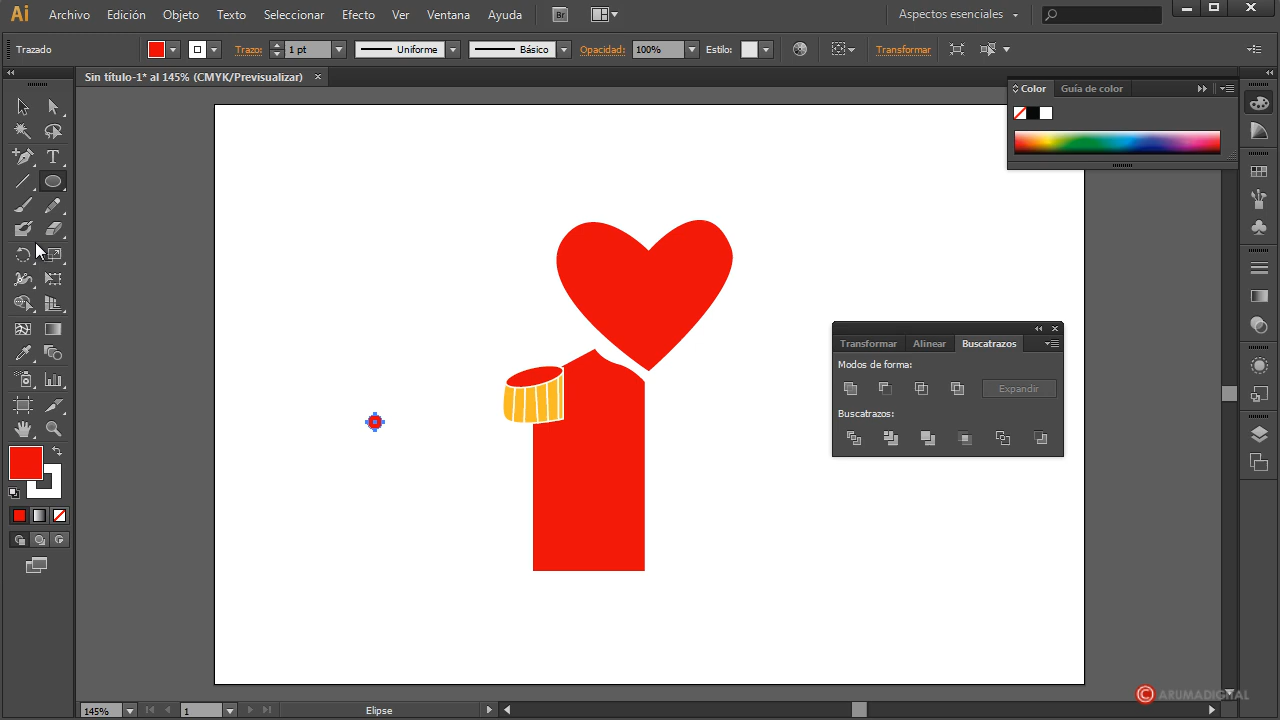 Ai Archivo Edición Objeto Texto Seleccionar Efecto Ver Ventana Ayuda Br Aspectos esenciales
Trazado Trazo: 1 pt Uniforme Básico Opacidad: 100% Estilo: Transformar
Sin título-1* al 145% (CMYK/Previsualizar) ×
Color Guía de color
T
Transformar Alinear Buscatrazos
Modos de forma:
Expandir
Buscatrazos:
© ARUMADIGITAL
145% 1 Elipse